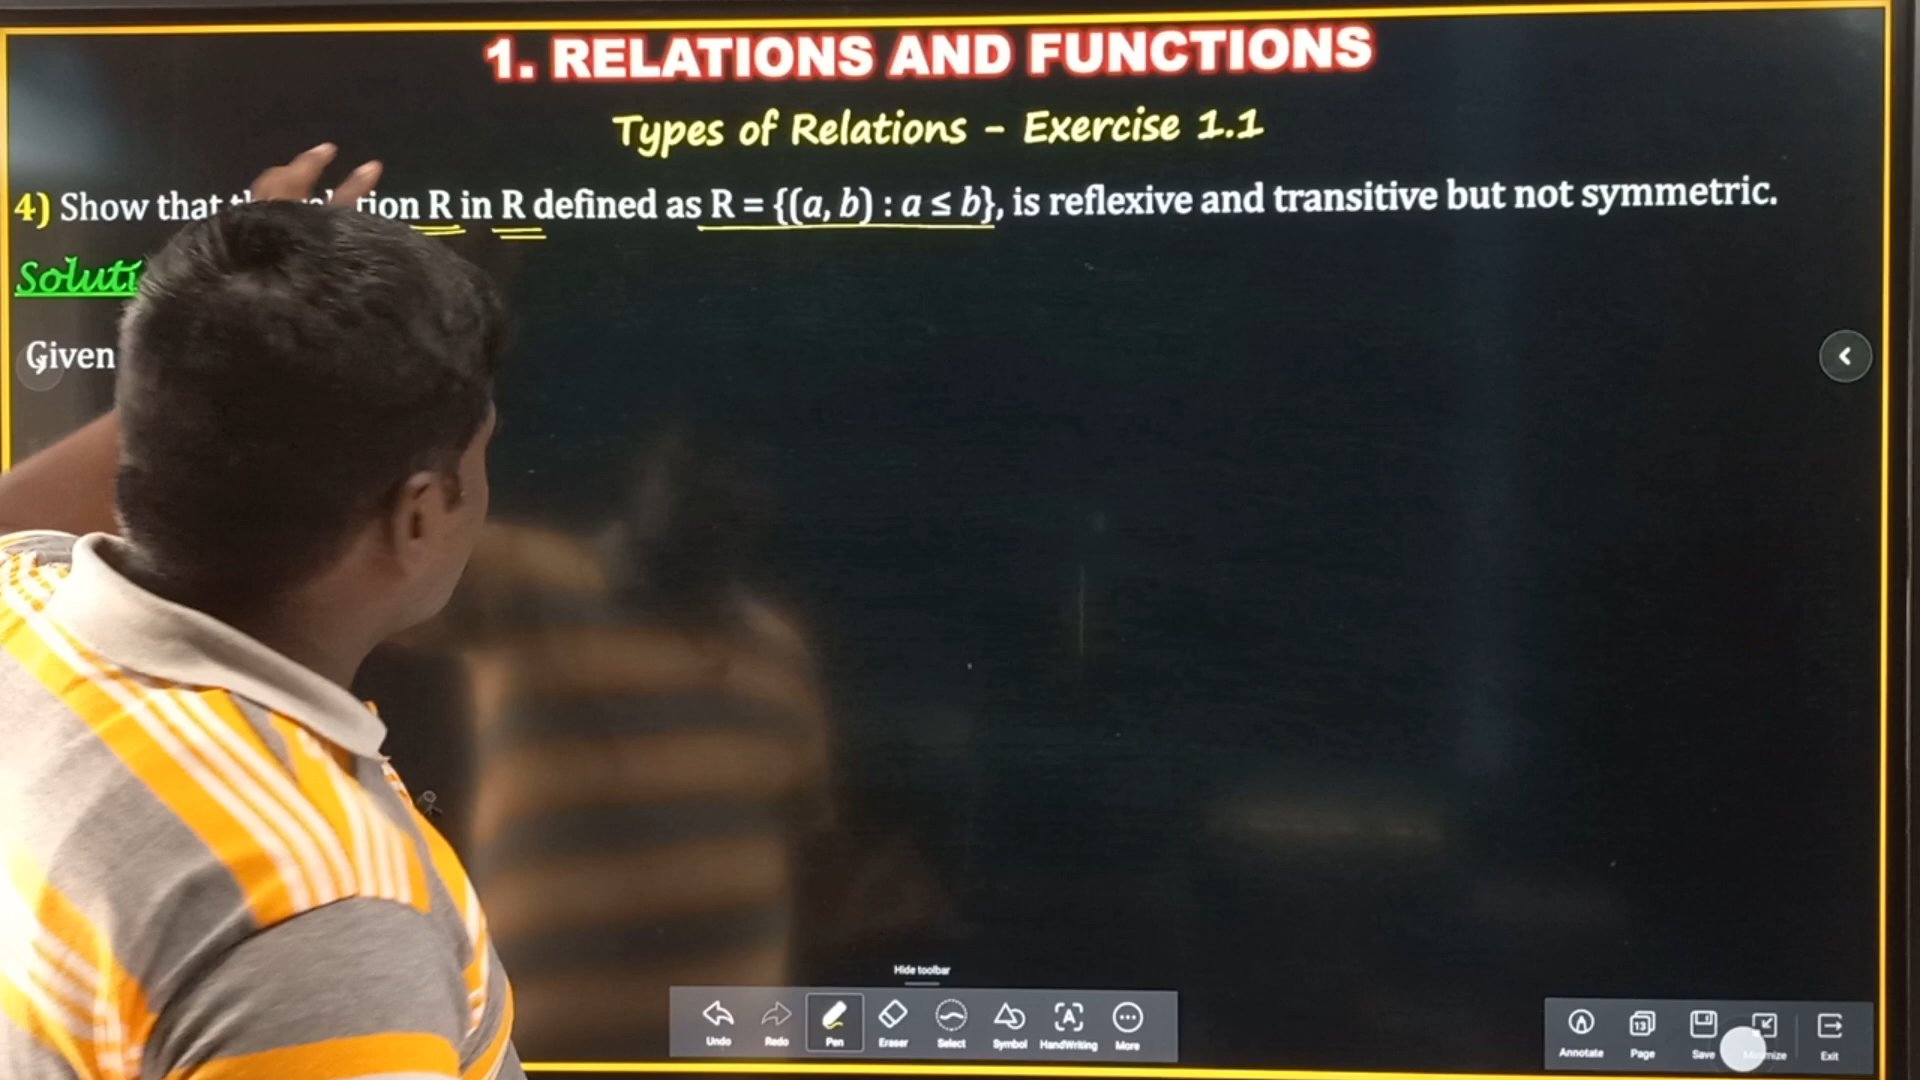 1. RELATIONS AND FUNCTIONS
Types of Relations - Exercise 1.1
4) Show that R in R defined as R = {(a, b) : a ≤ b}, is reflexive and transitive but not symmetric.
Given
Hide toolbar
Undo Redo Pen Eraser Select Symbol HandWriting More
13
Annotate Page Save Exit